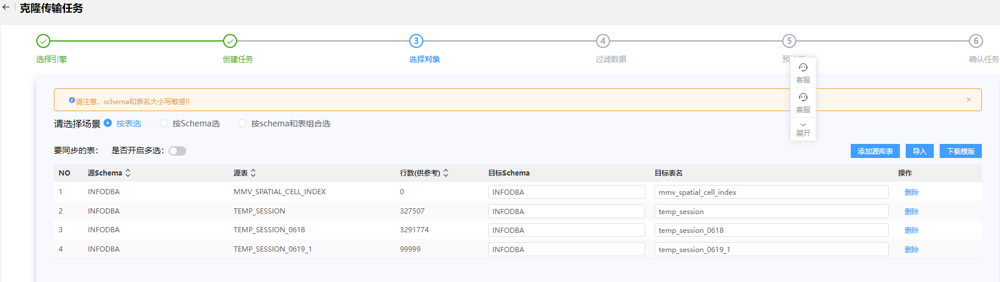 克隆传输任务
3 4 5 6
选择引擎 创建任务 选择对象 过滤数据 确认任务
客服
客服
展开
请注意，schema和表名大小写敏感!!
请选择场景 按表选 按Schema选 按schema和表组合选
要同步的表： 是否开启多选: 添加源库表 导入 下载模版
NO 源Schema 源表 行数(供参考) 目标Schema 目标表名 操作
1 INFODBA MMV_SPATIAL_CELL_INDEX 0 INFODBA mmv_spatial_cell_index 删除
2 INFODBA TEMP_SESSION 327507 INFODBA temp_session 删除
3 INFODBA TEMP_SESSION_0618 3291774 INFODBA temp_session_0618 删除
4 INFODBA TEMP_SESSION_0619_1 99999 INFODBA temp_session_0619_1 删除